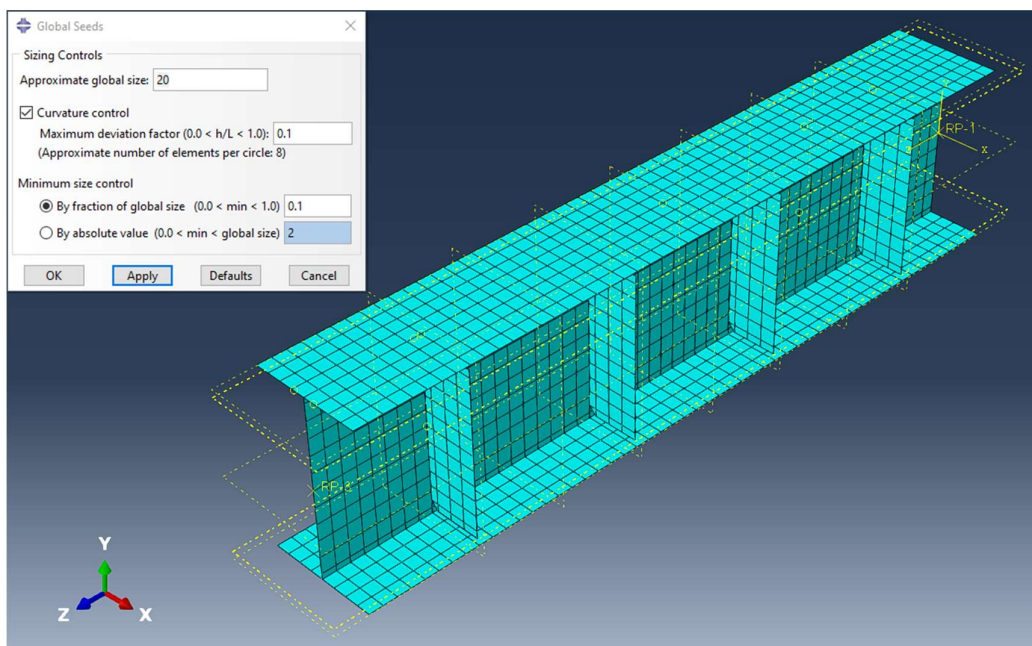 Global Seeds
Sizing Controls
Approximate global size: 20
Curvature control
Maximum deviation factor (0.0 < h/L < 1.0): 0.1
(Approximate number of elements per circle: 8)
Minimum size control
By fraction of global size (0.0 < min < 1.0) 0.1
By absolute value (0.0 < min < global size) 2
OK Apply Defaults Cancel
RP-1
X
Y
Z X